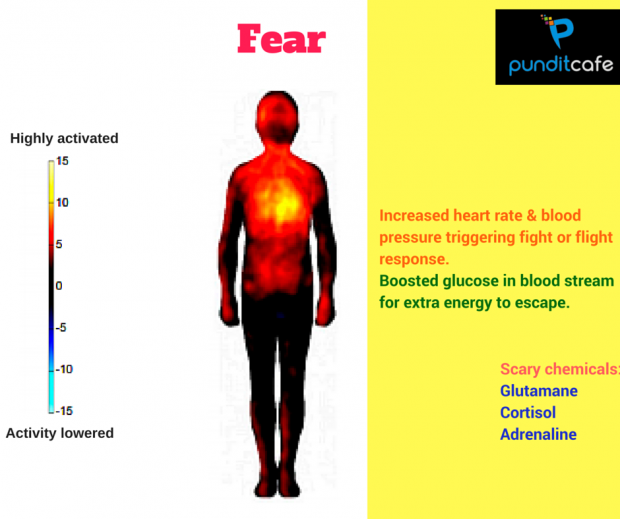 Fear
punditcafe
Highly activated
15
10
5
0
-5
-10
-15
Activity lowered
Increased heart rate & blood
pressure triggering fight or flight
response.
Boosted glucose in blood stream
for extra energy to escape.
Scary chemicals:
Glutamane
Cortisol
Adrenaline